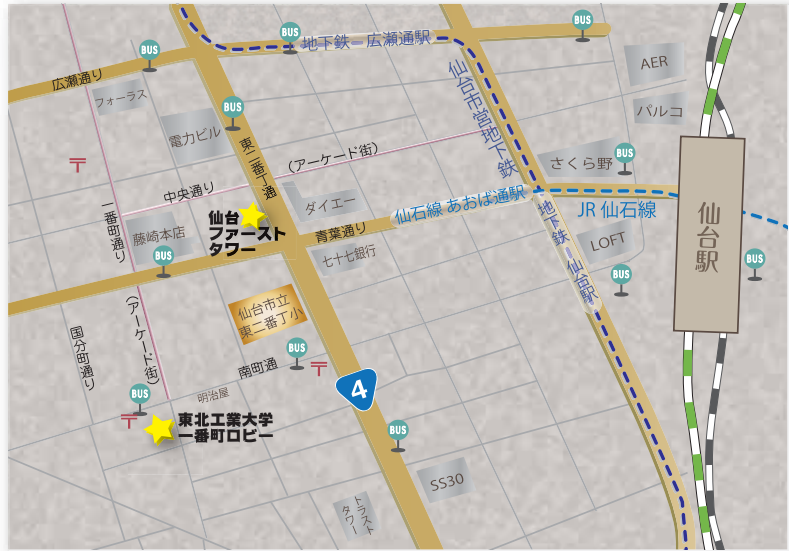 BUS
BUS
BUS
地下鉄ー広瀬通駅
AER
広瀬通り
フォーラス
仙台市営地下鉄
BUS
パルコ
電力ビル
東二番丁通
（アーケード街）
さくら野
BUS
中央通り
一番町通り
藤崎本店
仙台
ファースト
タワー
ダイエー
仙石線 あおば通駅
JR 仙石線
仙台駅
青葉通り
七十七銀行
地下鉄ー仙台駅
LOFT
BUS
BUS
BUS
仙台市立
東二番丁小
（アーケード街）
国分町通り
BUS
南町通
明治屋
4
BUS
東北工業大学
一番町ロビー
BUS
SS30
トラスト
タワー